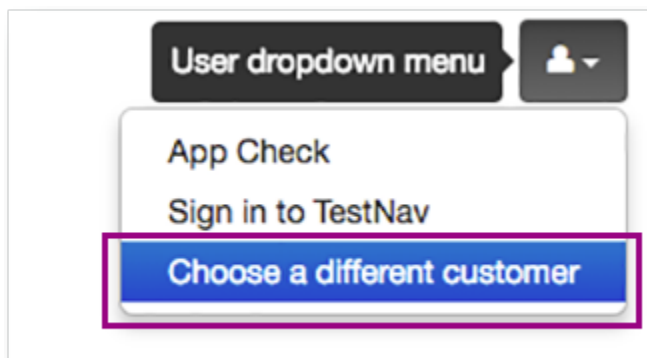 User dropdown menu
App Check
Sign in to TestNav
Choose a different customer